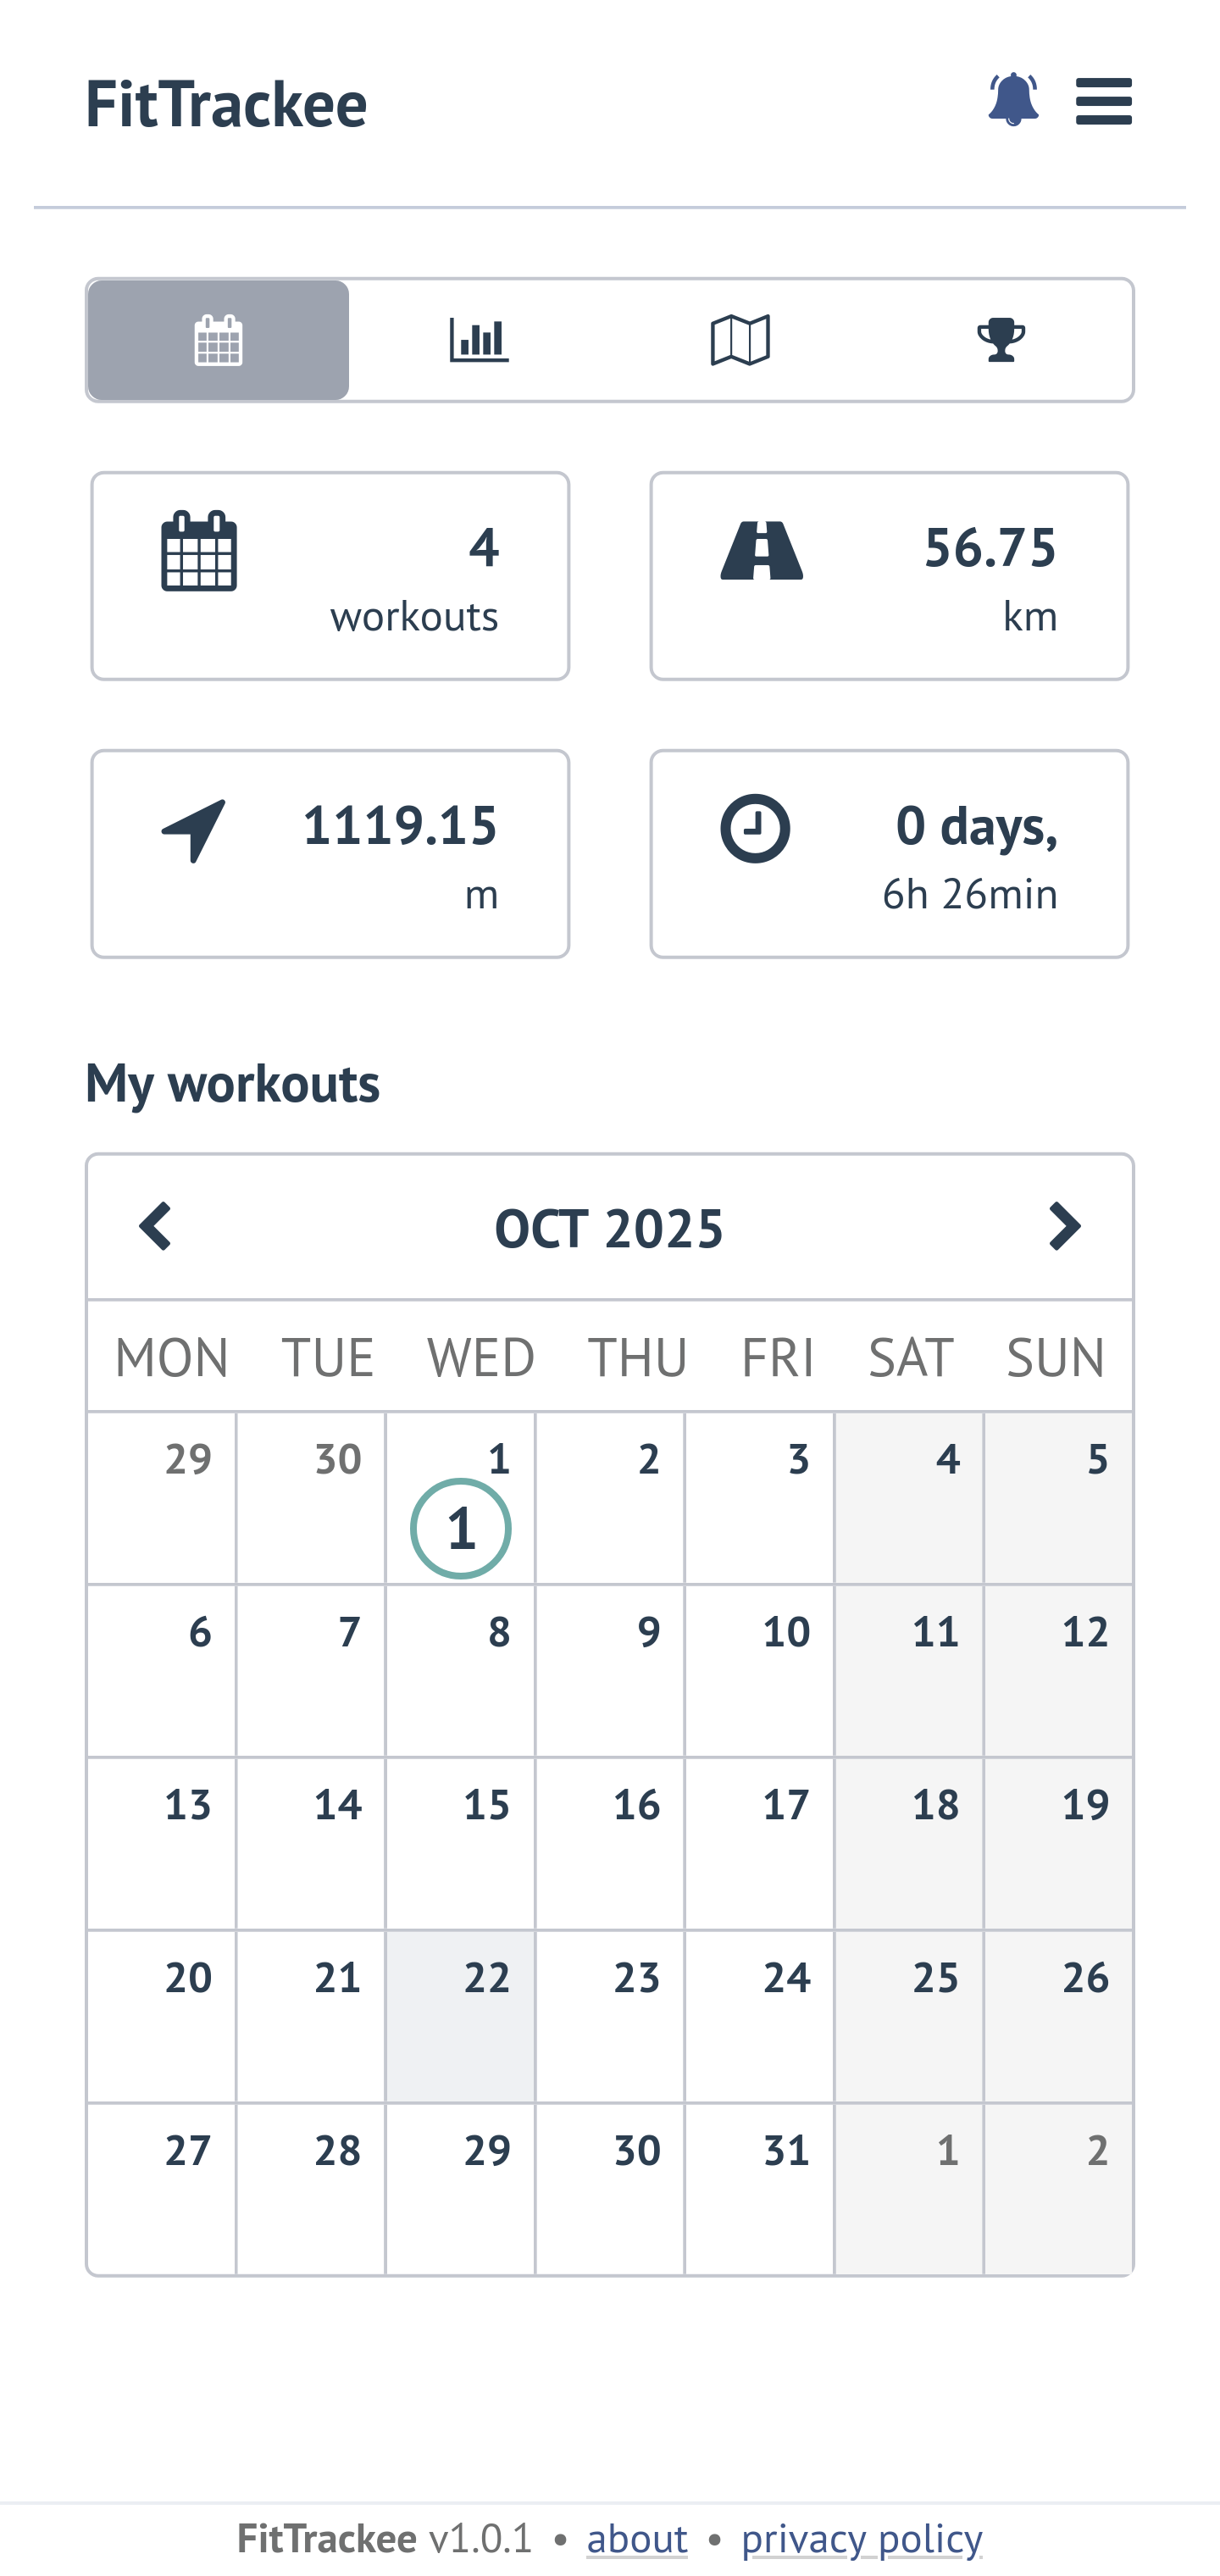 FitTrackee
4
workouts
56.75
km
1119.15
m
0 days,
6h 26min
My workouts
OCT 2025
MON TUE WED THU FRI SAT SUN
29 30 1 2 3 4 5
1
6 7 8 9 10 11 12
13 14 15 16 17 18 19
20 21 22 23 24 25 26
27 28 29 30 31 1 2
FitTrackee v1.0.1 • about • privacy policy